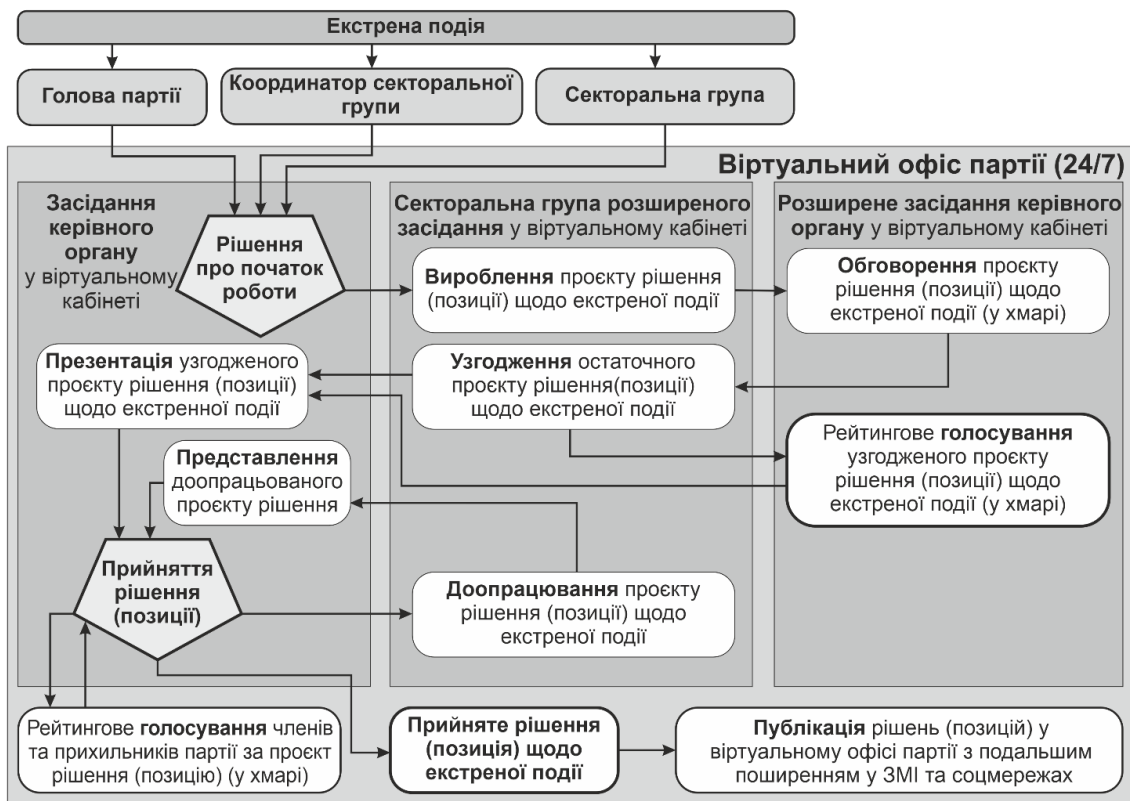 Екстрена подія
Голова партії
Координатор секторальної
групи
Секторальна група
Віртуальний офіс партії (24/7)
Засідання
керівного
органу
у віртуальному
кабінеті
Рішення
про початок
роботи
Секторальна група розширеного
засідання у віртуальному кабінеті
Розширене засідання керівного
органу у віртуальному кабінеті
Вироблення проєкту рішення
(позиції) щодо екстреної події
Обговорення проєкту
рішення (позиції) щодо
екстреної події (у хмарі)
Презентація узгодженого
проєкту рішення (позиції)
щодо екстренної події
Узгодження остаточного
проєкту рішення(позиції)
щодо екстреної події
Рейтингове голосування
узгодженого проєкту
рішення (позиції) щодо
екстреної події (у хмарі)
Представлення
доопрацьованого
проєкту рішення
Прийняття
рішення
(позиції)
Доопрацювання проєкту
рішення (позиції) щодо
екстреної події
Рейтингове голосування членів
та прихильників партії за проєкт
рішення (позицію) (у хмарі)
Прийняте рішення
(позиція) щодо
екстреної події
Публікація рішень (позицій) у
віртуальному офісі партії з подальшим
поширенням у ЗМІ та соцмережах